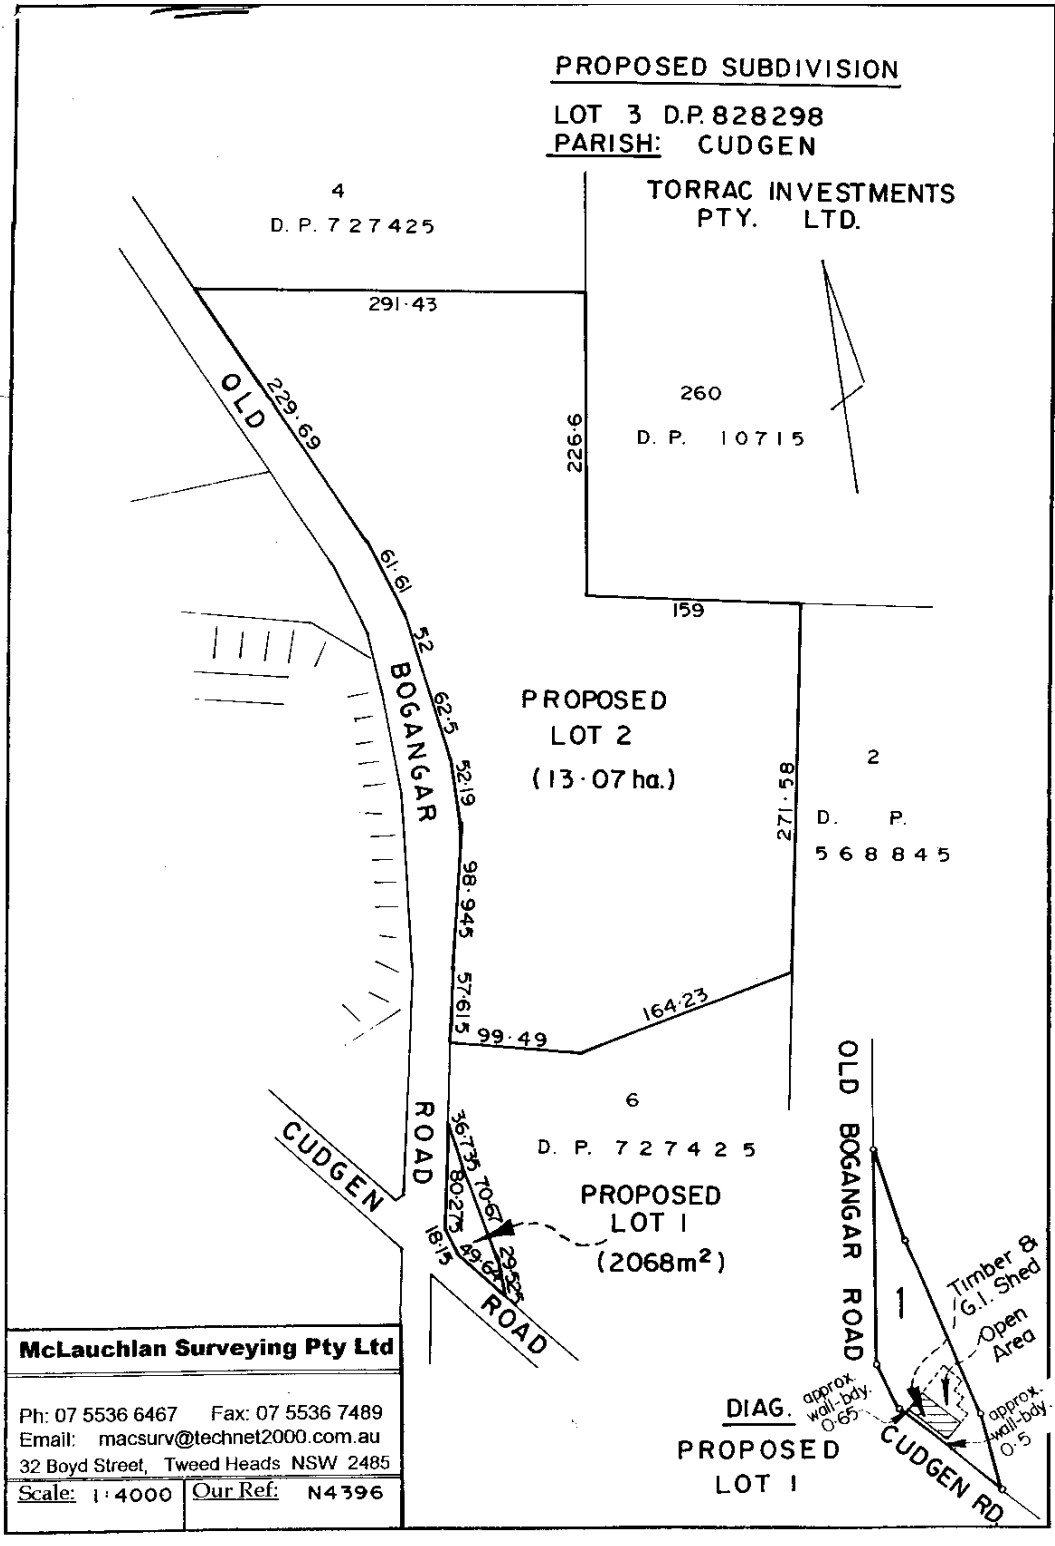 PROPOSED SUBDIVISION
LOT 3 D.P. 828298
PARISH: CUDGEN
TORRAC INVESTMENTS
PTY. LTD.
4
D. P. 727425
291·43
OLD
229·69
226·6
260
D. P. 10715
61·61
159
52
BOGANGAR
62·5
PROPOSED
LOT 2
(13·07 ha.)
52·19
271·58
2
D. P.
568845
98·945
57·615
99·49
164·23
6
D. P. 727425
ROAD
CUDGEN
36·735
70·67
80·275
18·15
49·64
29·525
ROAD
PROPOSED
LOT 1
(2068m²)
OLD BOGANGAR ROAD
1
Timber &
G.I. Shed
Open
Area
approx.
wall-bdy.
0·65
approx.
wall-bdy.
0·5
CUDGEN RD.
DIAG.
PROPOSED
LOT 1
McLauchlan Surveying Pty Ltd
Ph: 07 5536 6467 Fax: 07 5536 7489
Email: macsurv@technet2000.com.au
32 Boyd Street, Tweed Heads NSW 2485
Scale: 1:4000 Our Ref: N4396